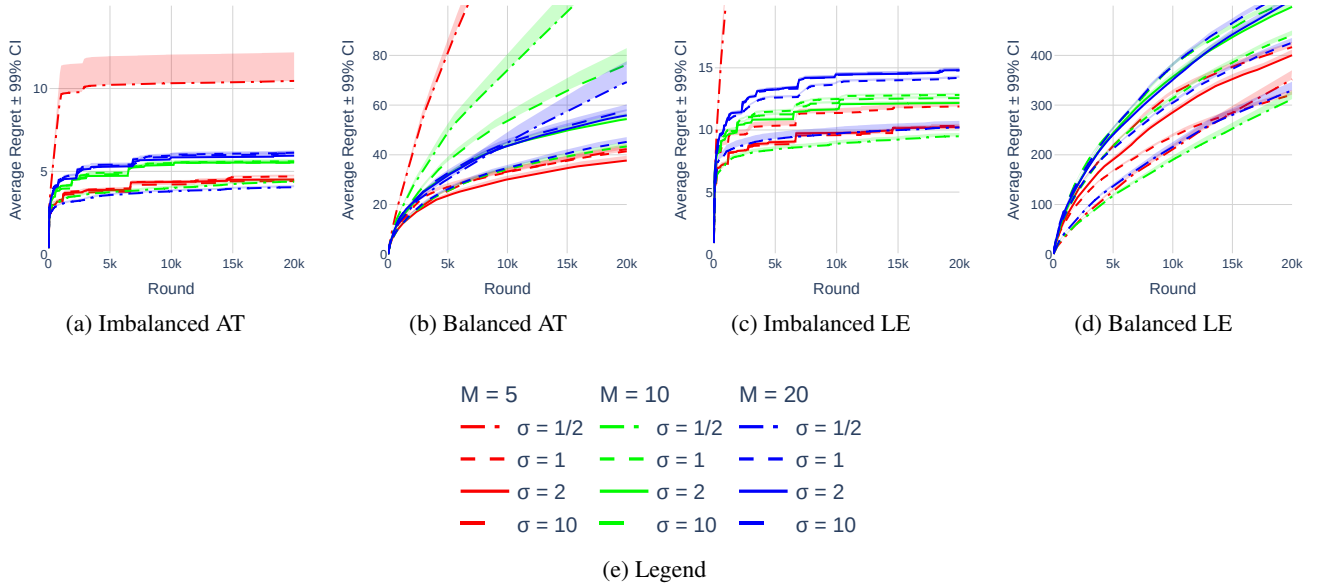 Average Regret ± 99% CI
10
5
0
0
5k
10k
15k
20k
Round
(a) Imbalanced AT
Average Regret ± 99% CI
80
60
40
20
0
0
5k
10k
15k
20k
Round
(b) Balanced AT
Average Regret ± 99% CI
15
10
5
0
0
5k
10k
15k
20k
Round
(c) Imbalanced LE
Average Regret ± 99% CI
400
300
200
100
0
0
5k
10k
15k
20k
Round
(d) Balanced LE
M = 5 M = 10 M = 20
σ = 1/2 σ = 1/2 σ = 1/2
σ = 1 σ = 1 σ = 1
σ = 2 σ = 2 σ = 2
σ = 10 σ = 10 σ = 10
(e) Legend